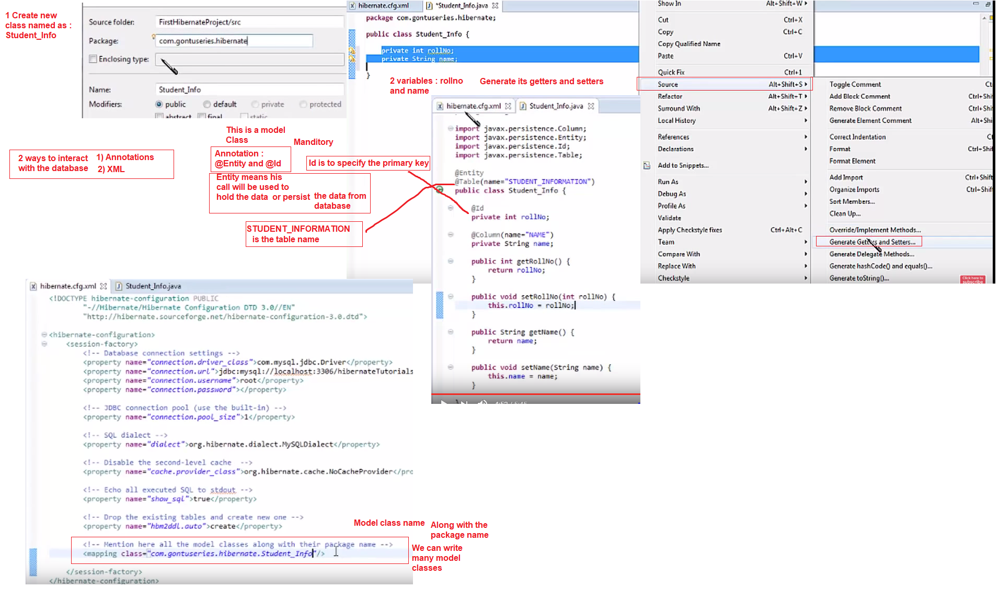 1 Create new
class named as :
Student_Info
Source folder:
FirstHibernateProject/src
Package:
com.gontuseries.hibernate
Enclosing type:
Name:
Student_Info
Modifiers:
public
default
private
protected
abstract
final
static
hibernate.cfg.xml
*Student_Info.java
package com.gontuseries.hibernate;
public class Student_Info {
private int rollNo;
private String name;
}
2 variables : rollno
and name
Generate its getters and setters
Show In Alt+Shift+W
Cut Ctrl+X
Copy Ctrl+C
Copy Qualified Name
Paste Ctrl+V
Quick Fix Ctrl+1
Source Alt+Shift+S
Refactor Alt+Shift+T
Surround With Alt+Shift+Z
Local History
References
Declarations
Add to Snippets...
Run As
Debug As
Profile As
Validate
Apply Checkstyle fixes Ctrl+Alt+C
Team
Compare With
Replace With
Checkstyle
Toggle Comment
Add Block Comment Ctrl+Shi
Remove Block Comment Ctrl+Shi
Generate Element Comment Alt+Shi
Correct Indentation
Format Ctrl+Shif
Format Element
Add Import Ctrl+Shif
Organize Imports Ctrl+Shif
Sort Members...
Clean Up...
Override/Implement Methods...
Generate Getters and Setters...
Generate Delegate Methods...
Generate hashCode() and equals()...
Generate toString()...
Click here to
subscribe
This is a model
Class
Manditory
Annotation :
@Entity and @Id
Id is to specify the primary key
2 ways to interact
with the database
1) Annotations
2) XML
Entity means his
call will be used to
hold the data or persist the data from
database
STUDENT_INFORMATION
is the table name
hibernate.cfg.xml
Student_Info.java
import javax.persistence.Column;
import javax.persistence.Entity;
import javax.persistence.Id;
import javax.persistence.Table;
@Entity
@Table(name="STUDENT_INFORMATION")
public class Student_Info {
@Id
private int rollNo;
@Column(name="NAME")
private String name;
public int getRollNo() {
return rollNo;
}
public void setRollNo(int rollNo) {
this.rollNo = rollNo;
}
public String getName() {
return name;
}
public void setName(String name) {
this.name = name;
}
}
4:52 / 5:45
hibernate.cfg.xml
Student_Info.java
<!DOCTYPE hibernate-configuration PUBLIC
"-//Hibernate/Hibernate Configuration DTD 3.0//EN"
"http://hibernate.sourceforge.net/hibernate-configuration-3.0.dtd">
<hibernate-configuration>
<session-factory>
<!-- Database connection settings -->
<property name="connection.driver_class">com.mysql.jdbc.Driver</property>
<property name="connection.url">jdbc:mysql://localhost:3306/hibernateTutorials
<property name="connection.username">root</property>
<property name="connection.password"></property>
<!-- JDBC connection pool (use the built-in) -->
<property name="connection.pool_size">1</property>
<!-- SQL dialect -->
<property name="dialect">org.hibernate.dialect.MySQLDialect</property>
<!-- Disable the second-level cache -->
<property name="cache.provider_class">org.hibernate.cache.NoCacheProvider</pro
<!-- Echo all executed SQL to stdout -->
<property name="show_sql">true</property>
<!-- Drop the existing tables and create new one -->
<property name="hbm2ddl.auto">create</property>
<!-- Mention here all the model classes along with their package name -->
<mapping class="com.gontuseries.hibernate.Student_Info"/>
</session-factory>
</hibernate-configuration>
Model class name
Along with the
package name
We can write
many model
classes